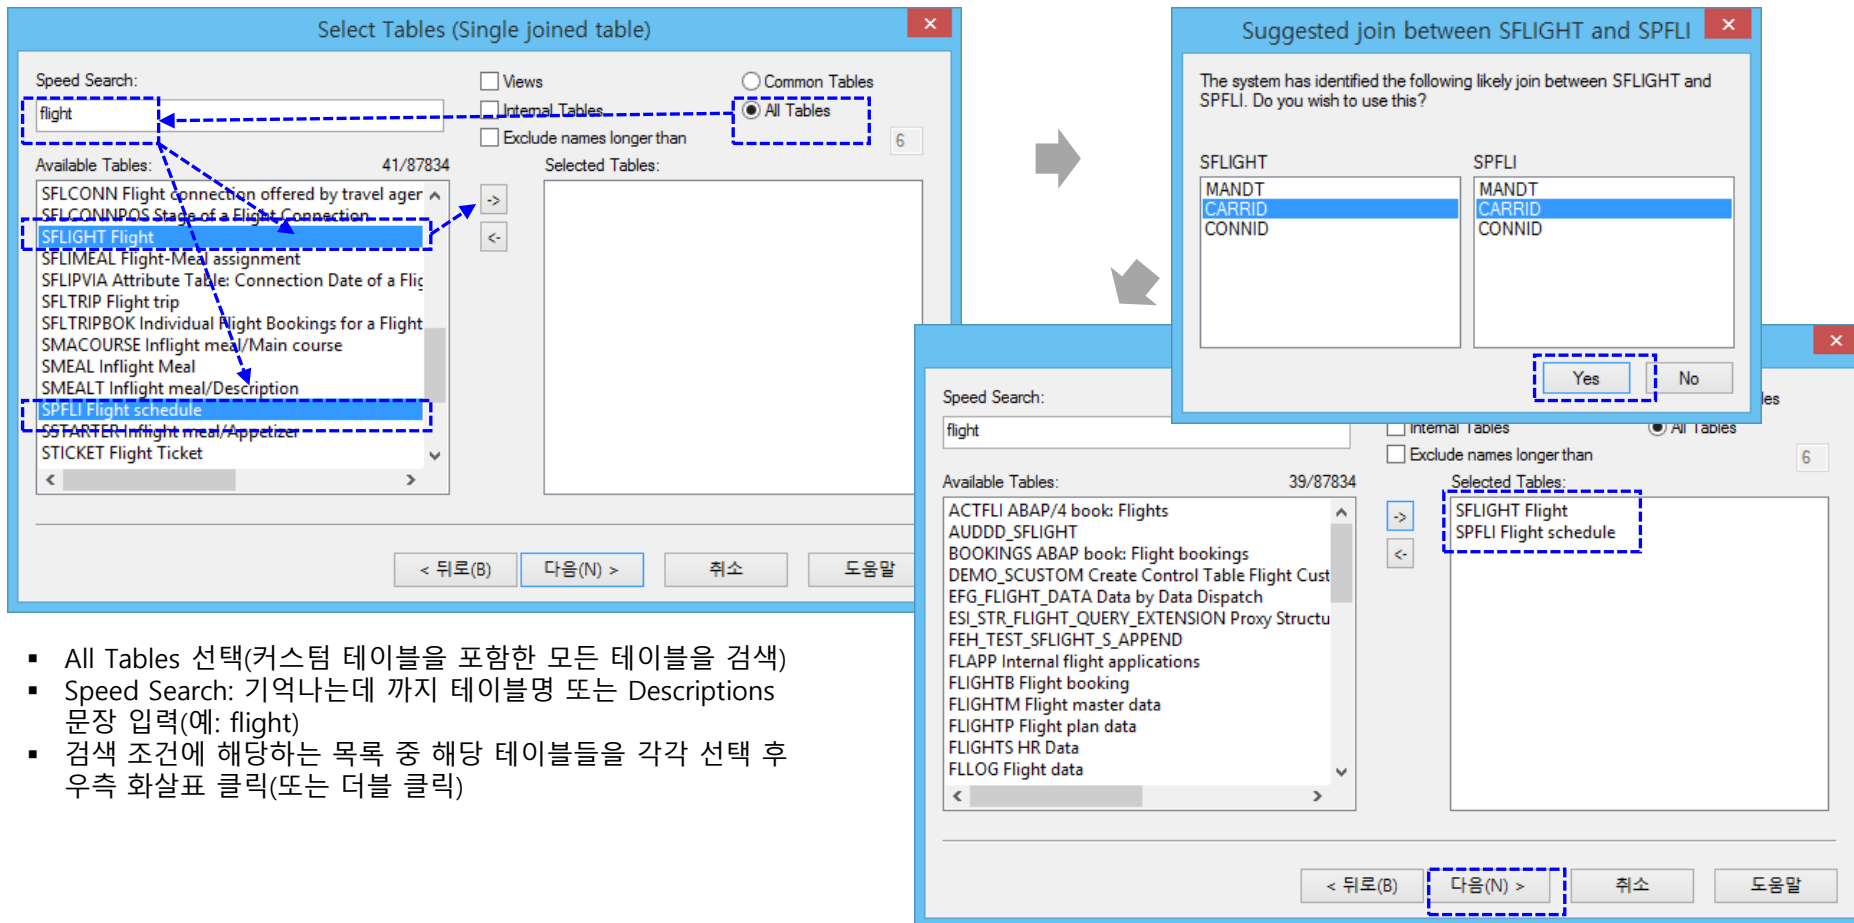 Select Tables (Single joined table)
Speed Search:
flight
Views
Internal Tables
Exclude names longer than
Common Tables
All Tables
6
Available Tables:
41/87834
Selected Tables:
SFLCONN Flight connection offered by travel ager
SFLCONNPOS Stage of a Flight Connection
SFLIGHT Flight
SFLIMEAL Flight-Meal assignment
SFLIPVIA Attribute Table: Connection Date of a Flig
SFLTRIP Flight trip
SFLTRIPBOK Individual Flight Bookings for a Flight
SMACOURSE Inflight meal/Main course
SMEAL Inflight Meal
SMEALT Inflight meal/Description
SPFLI Flight schedule
SSTARTER Inflight meal/Appetizer
STICKET Flight Ticket
->
<-
< 뒤로(B)
다음(N) >
취소
도움말
Suggested join between SFLIGHT and SPFLI
The system has identified the following likely join between SFLIGHT and
SPFLI. Do you wish to use this?
SFLIGHT
MANDT
CARRID
CONNID
SPFLI
MANDT
CARRID
CONNID
Yes
No
Speed Search:
flight
les
Internal Tables
All Tables
Exclude names longer than
6
Available Tables:
39/87834
Selected Tables:
ACTFLI ABAP/4 book: Flights
AUDDD_SFLIGHT
BOOKINGS ABAP book: Flight bookings
DEMO_SCUSTOM Create Control Table Flight Cust
EFG_FLIGHT_DATA Data by Data Dispatch
ESI_STR_FLIGHT_QUERY_EXTENSION Proxy Structu
FEH_TEST_SFLIGHT_S_APPEND
FLAPP Internal flight applications
FLIGHTB Flight booking
FLIGHTM Flight master data
FLIGHTP Flight plan data
FLIGHTS HR Data
FLLOG Flight data
->
<-
SFLIGHT Flight
SPFLI Flight schedule
< 뒤로(B)
다음(N) >
취소
도움말
▪ All Tables 선택(커스텀 테이블을 포함한 모든 테이블을 검색)
▪ Speed Search: 기억나는데 까지 테이블명 또는 Descriptions
문장 입력(예: flight)
▪ 검색 조건에 해당하는 목록 중 해당 테이블들을 각각 선택 후
우측 화살표 클릭(또는 더블 클릭)